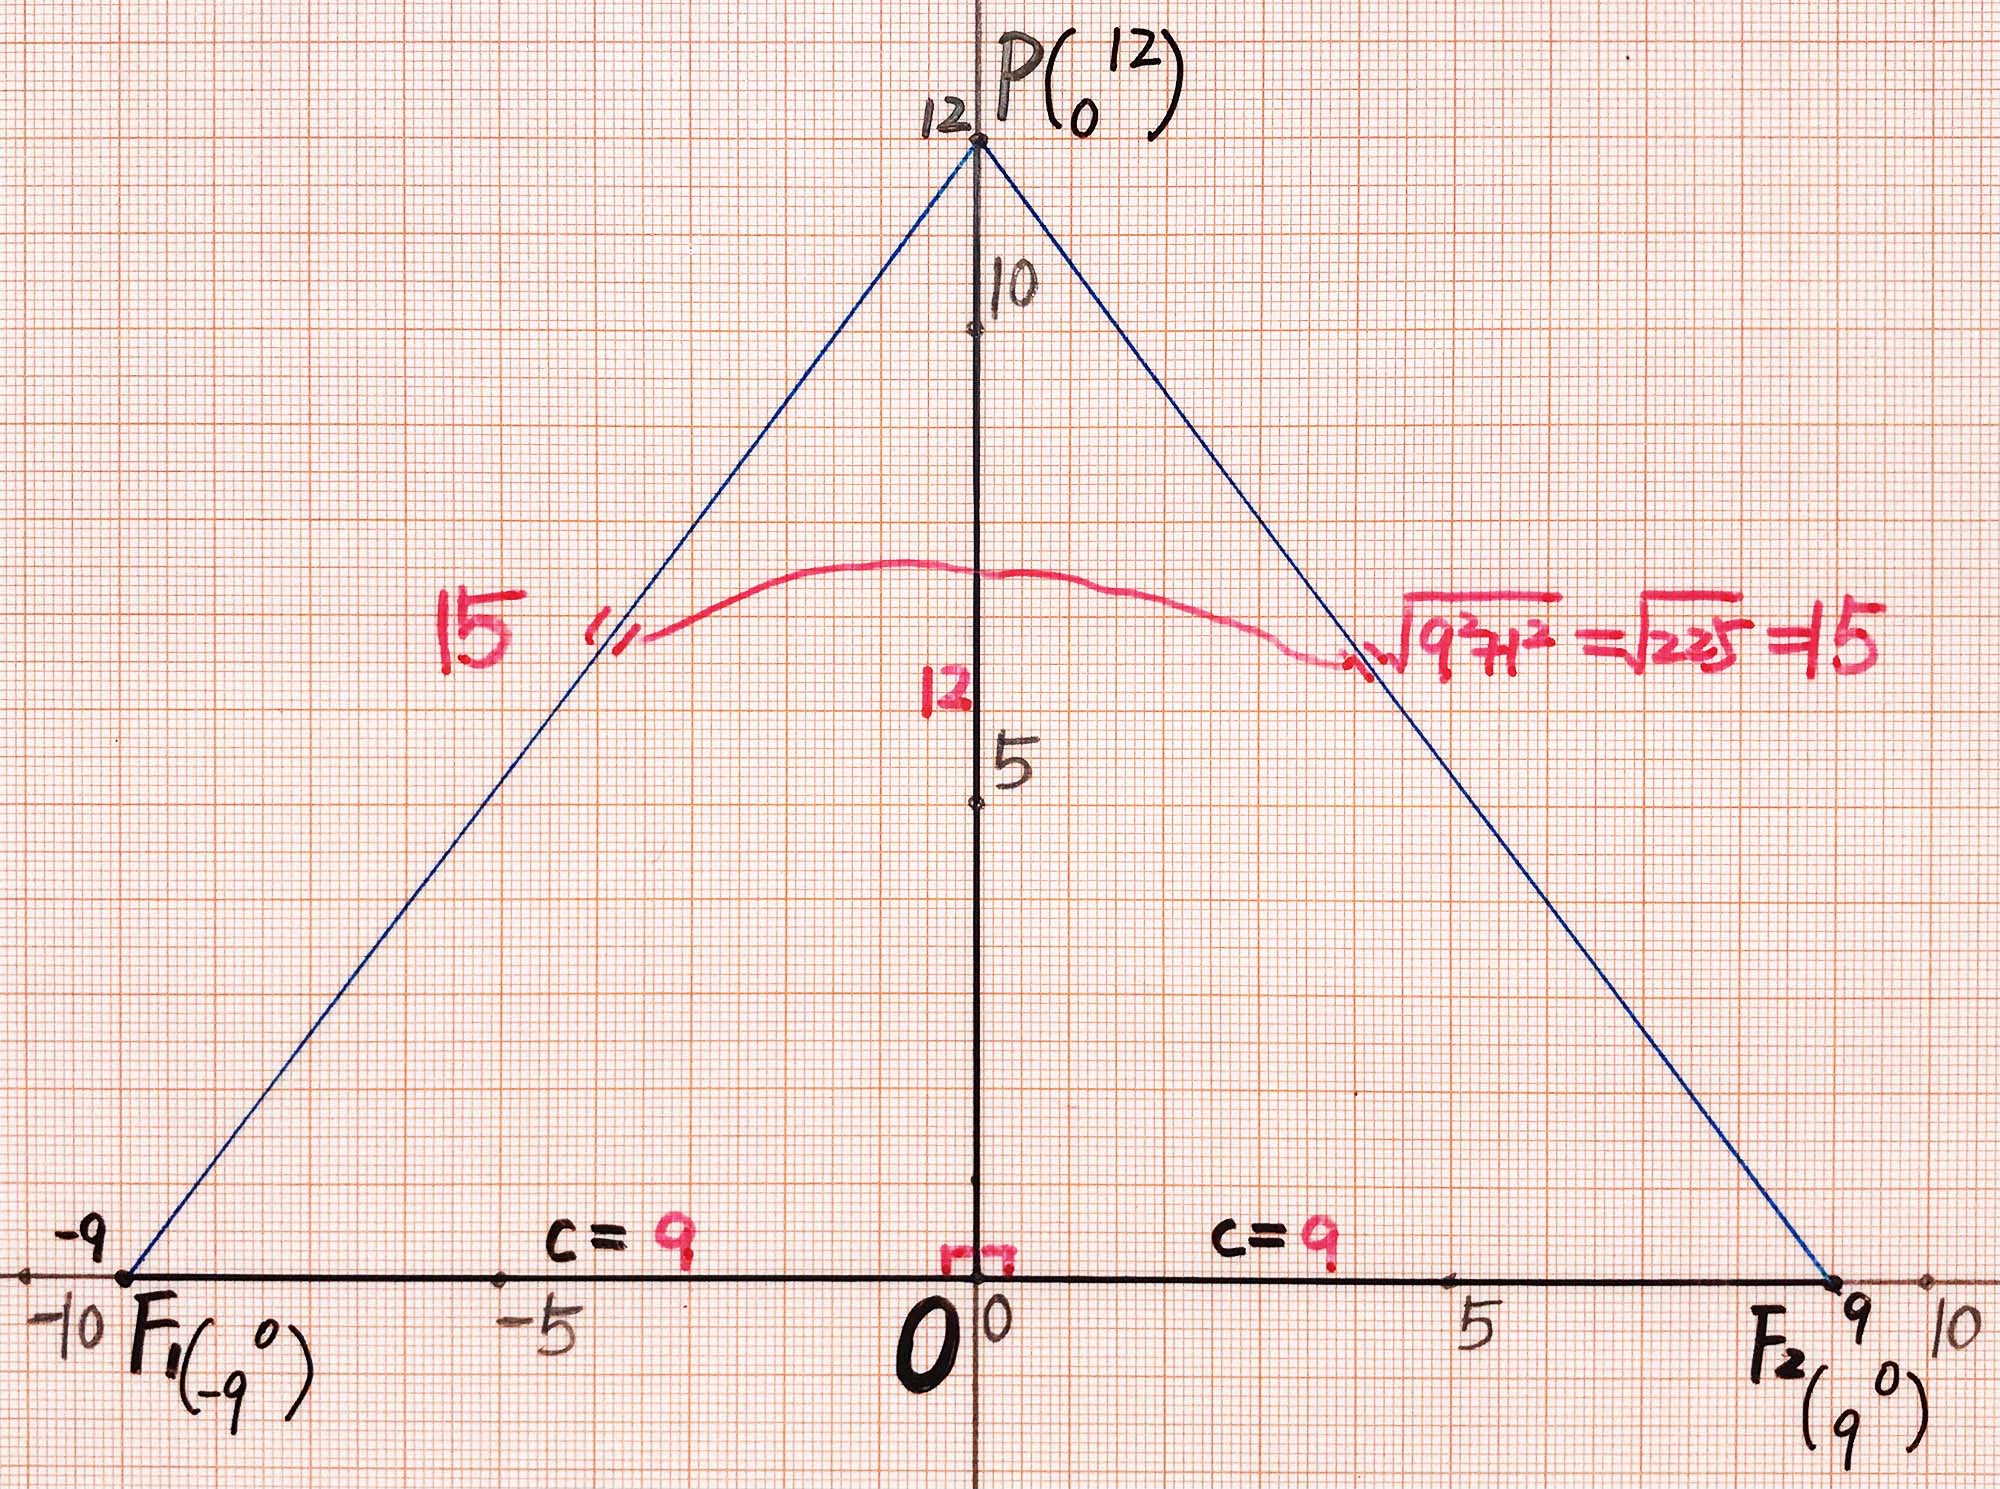 P(0 12)
12
10
15
√9²+12² = √225 = 15
12
5
-9
c = 9
c = 9
-10
-5
O
0
5
9
10
F₁(-9 0)
F₂(9 0)